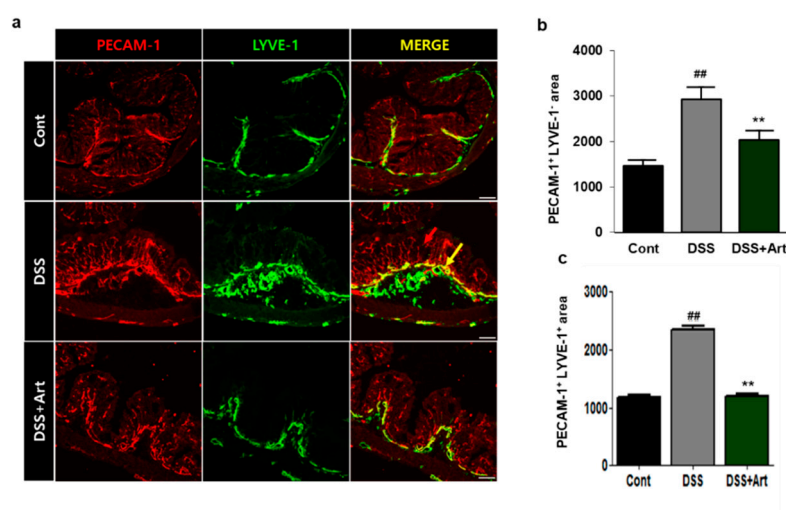 a
PECAM-1 LYVE-1 MERGE
Cont
DSS
DSS+Art
b
PECAM-1⁺ LYVE-1⁻ area
4000
3000
2000
1000
0
##
**
Cont DSS DSS+Art
c
PECAM-1⁺ LYVE-1⁺ area
3000
2000
1000
0
##
**
Cont DSS DSS+Art